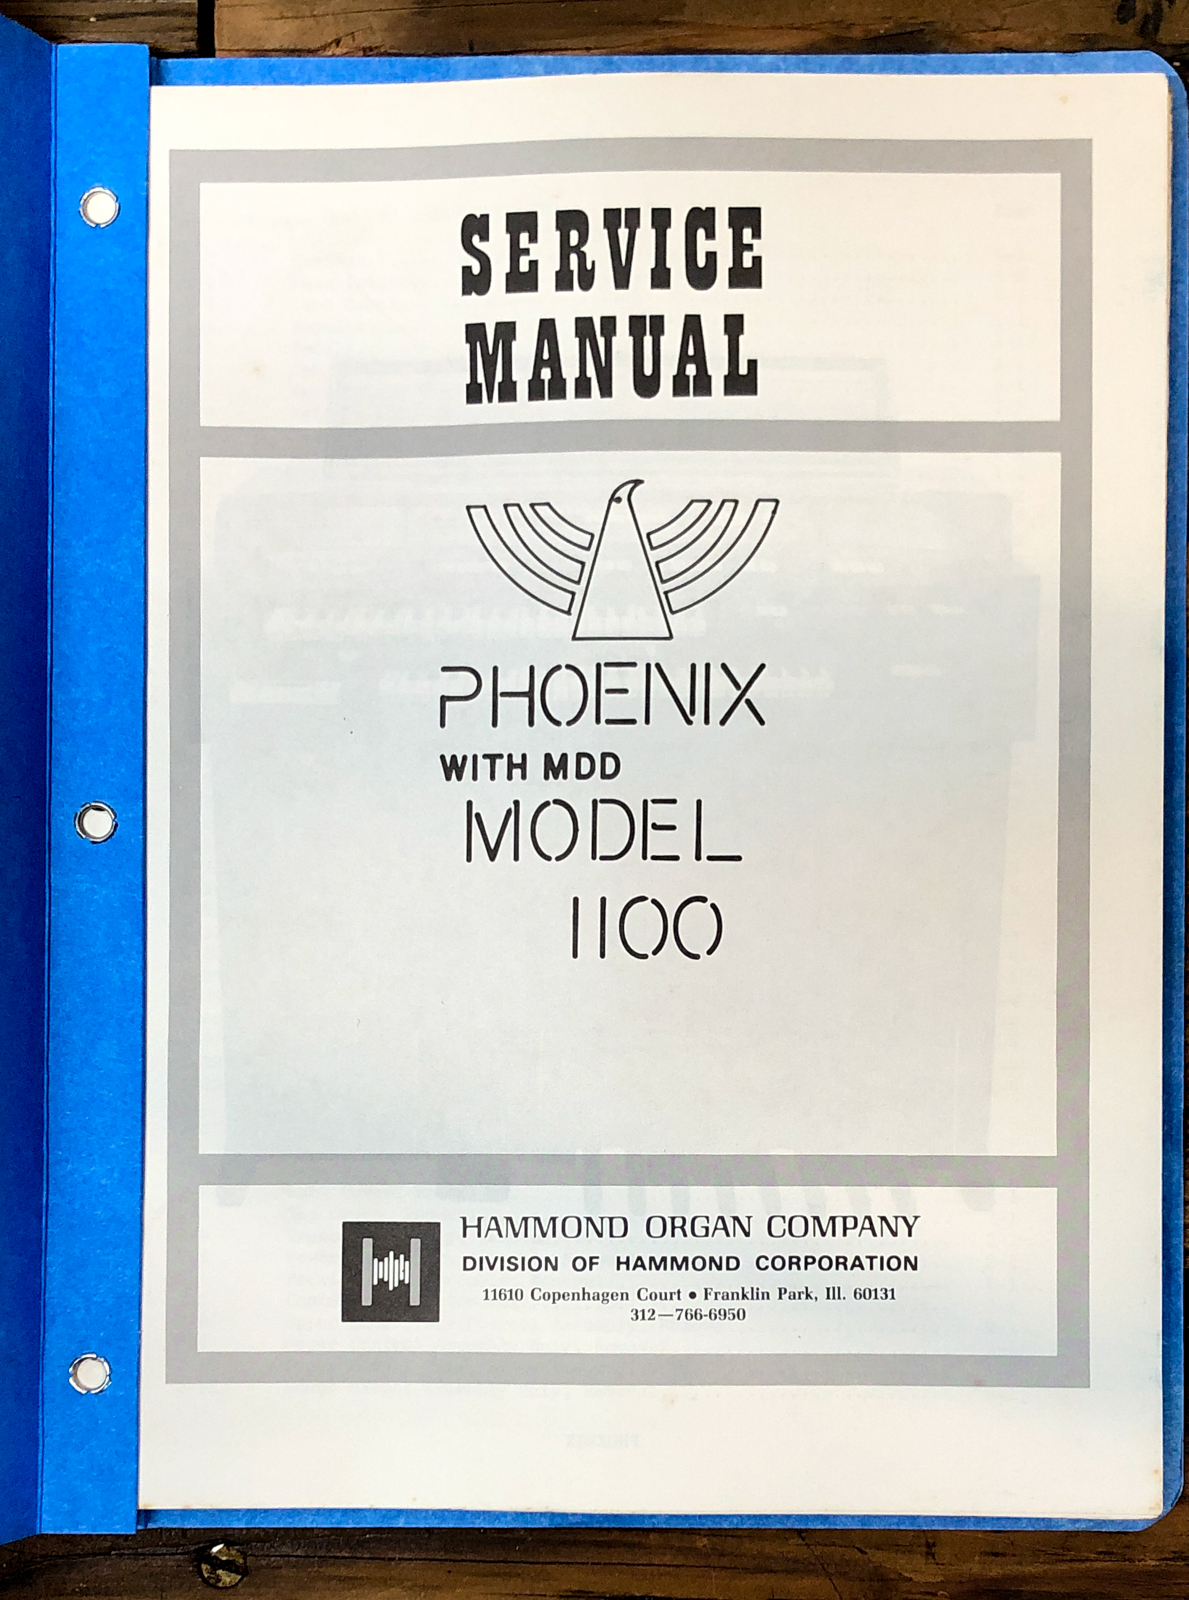 SERVICE
MANUAL
PHOENIX
WITH MDD
MODEL
1100
HAMMOND ORGAN COMPANY
DIVISION OF HAMMOND CORPORATION
11610 Copenhagen Court ● Franklin Park, Ill. 60131
312—766-6950